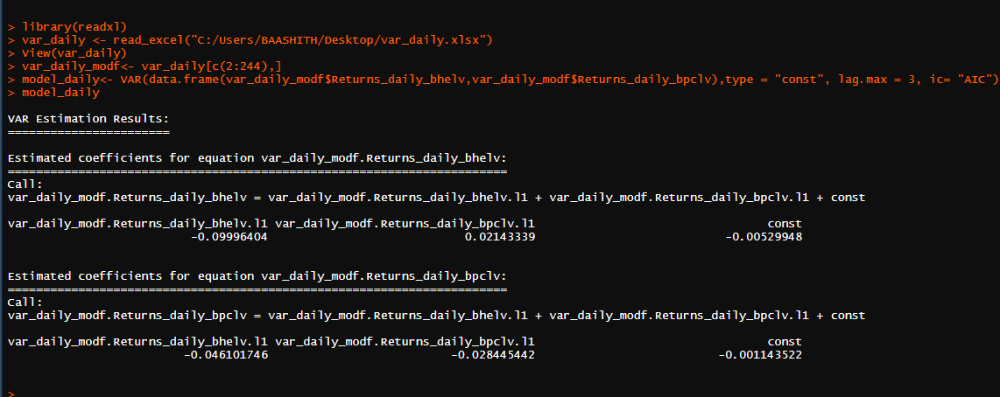 > library(readxl)
> var_daily <- read_excel("C:/Users/BAASHITH/Desktop/var_daily.xlsx")
> View(var_daily)
> var_daily_modf<- var_daily[c(2:244),]
> model_daily<- VAR(data.frame(var_daily_modf$Returns_daily_bhelv,var_daily_modf$Returns_daily_bpclv),type = "const", lag.max = 3, ic= "AIC")
> model_daily
VAR Estimation Results:
=======================
Estimated coefficients for equation var_daily_modf.Returns_daily_bhelv:
=======================================================================
Call:
var_daily_modf.Returns_daily_bhelv = var_daily_modf.Returns_daily_bhelv.l1 + var_daily_modf.Returns_daily_bpclv.l1 + const
var_daily_modf.Returns_daily_bhelv.l1 var_daily_modf.Returns_daily_bpclv.l1 const
-0.09996404 0.02143339 -0.00529948
Estimated coefficients for equation var_daily_modf.Returns_daily_bpclv:
=======================================================================
Call:
var_daily_modf.Returns_daily_bpclv = var_daily_modf.Returns_daily_bhelv.l1 + var_daily_modf.Returns_daily_bpclv.l1 + const
var_daily_modf.Returns_daily_bhelv.l1 var_daily_modf.Returns_daily_bpclv.l1 const
-0.046101746 -0.028445442 -0.001143522
>